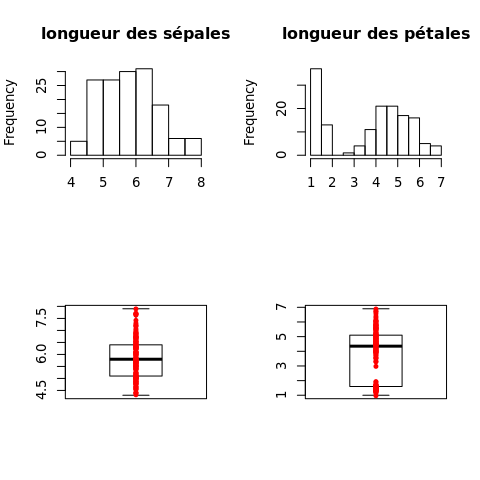 longueur des sépales
Frequency
0 10 25
4 5 6 7 8
longueur des pétales
Frequency
0 20
1 2 3 4 5 6 7
4.5 6.0 7.5
1 3 5 7